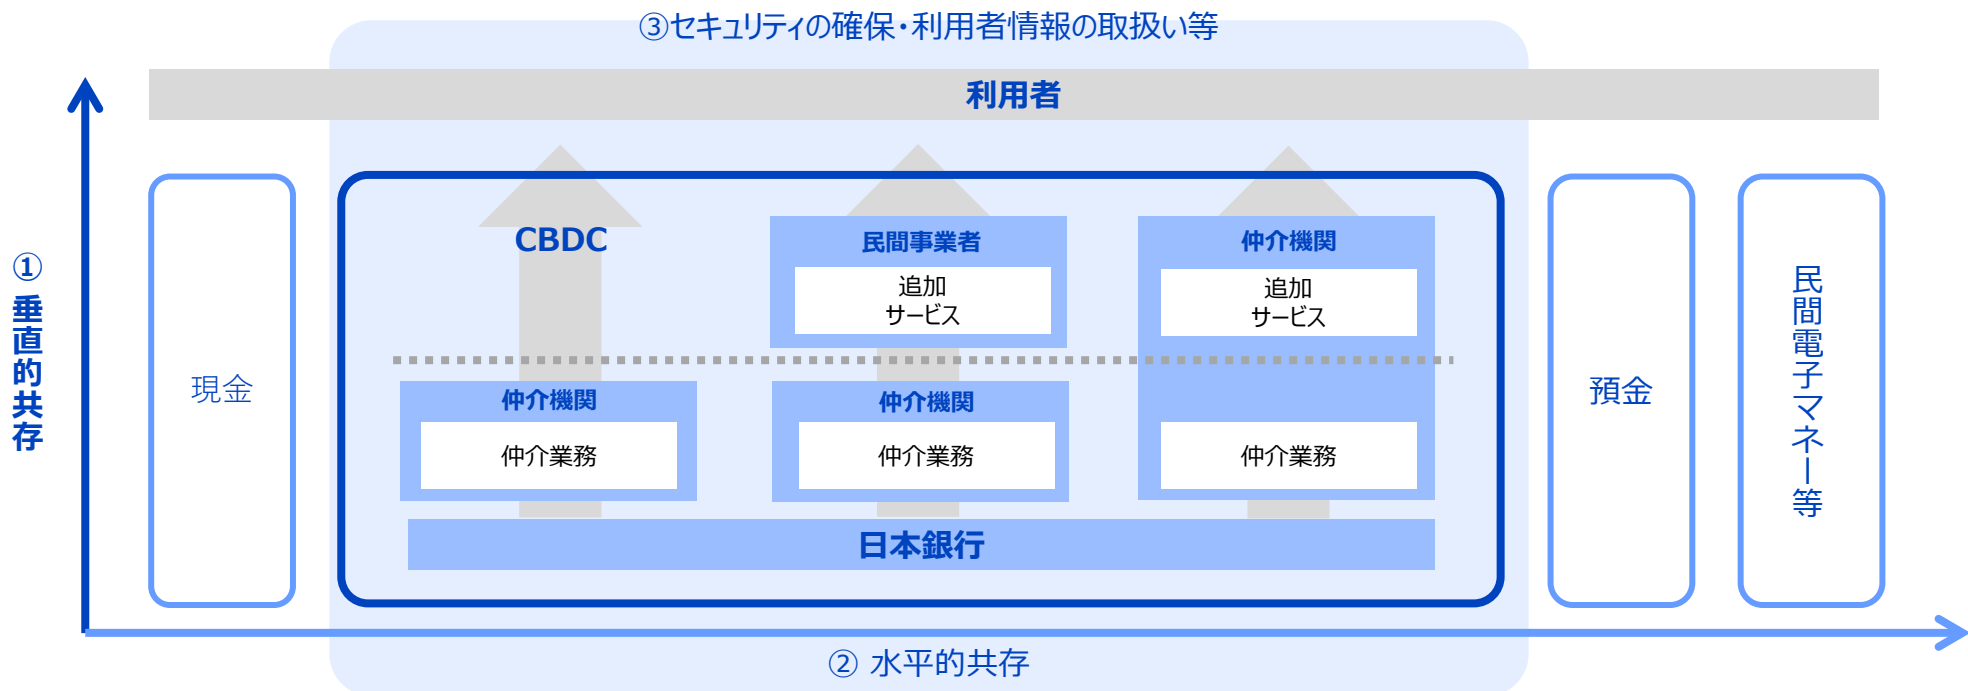 ③セキュリティの確保・利用者情報の取扱い等
利用者
① 垂直的共存
現金
CBDC
民間事業者
追加
サービス
仲介機関
追加
サービス
仲介機関
仲介業務
仲介機関
仲介業務
仲介業務
日本銀行
預金
民間電子マネー等
② 水平的共存